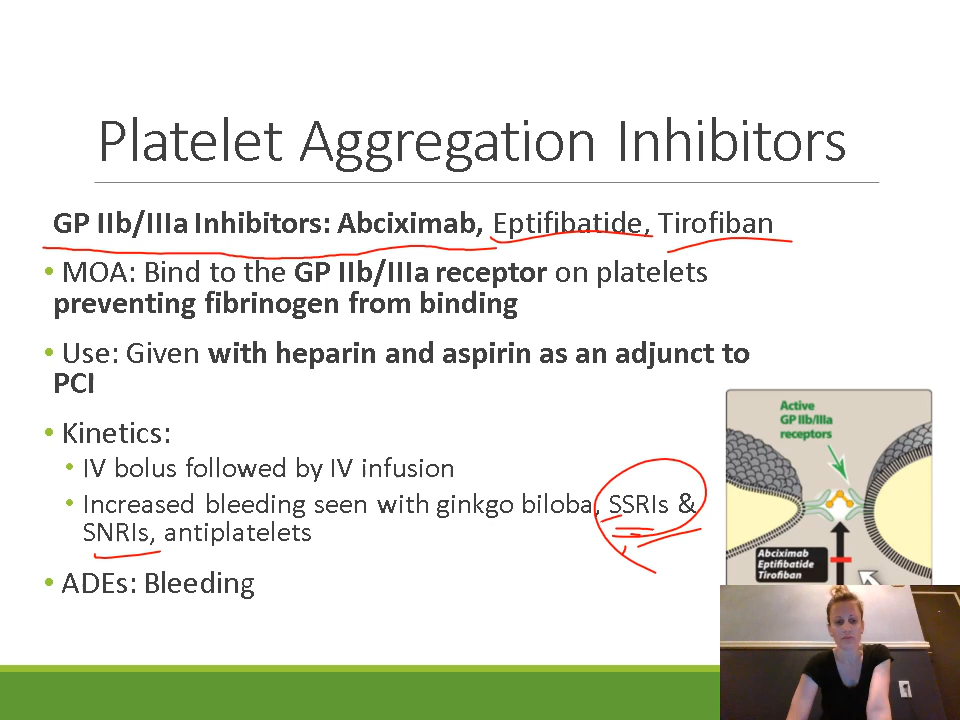 Platelet Aggregation Inhibitors
GP IIb/IIIa Inhibitors: Abciximab, Eptifibatide, Tirofiban
• MOA: Bind to the GP IIb/IIIa receptor on platelets
preventing fibrinogen from binding
• Use: Given with heparin and aspirin as an adjunct to
PCI
• Kinetics:
• IV bolus followed by IV infusion
• Increased bleeding seen with ginkgo biloba, SSRIs &
SNRIs, antiplatelets
• ADEs: Bleeding
Active
GP IIb/IIIa
receptors
Abciximab
Eptifibatide
Tirofiban